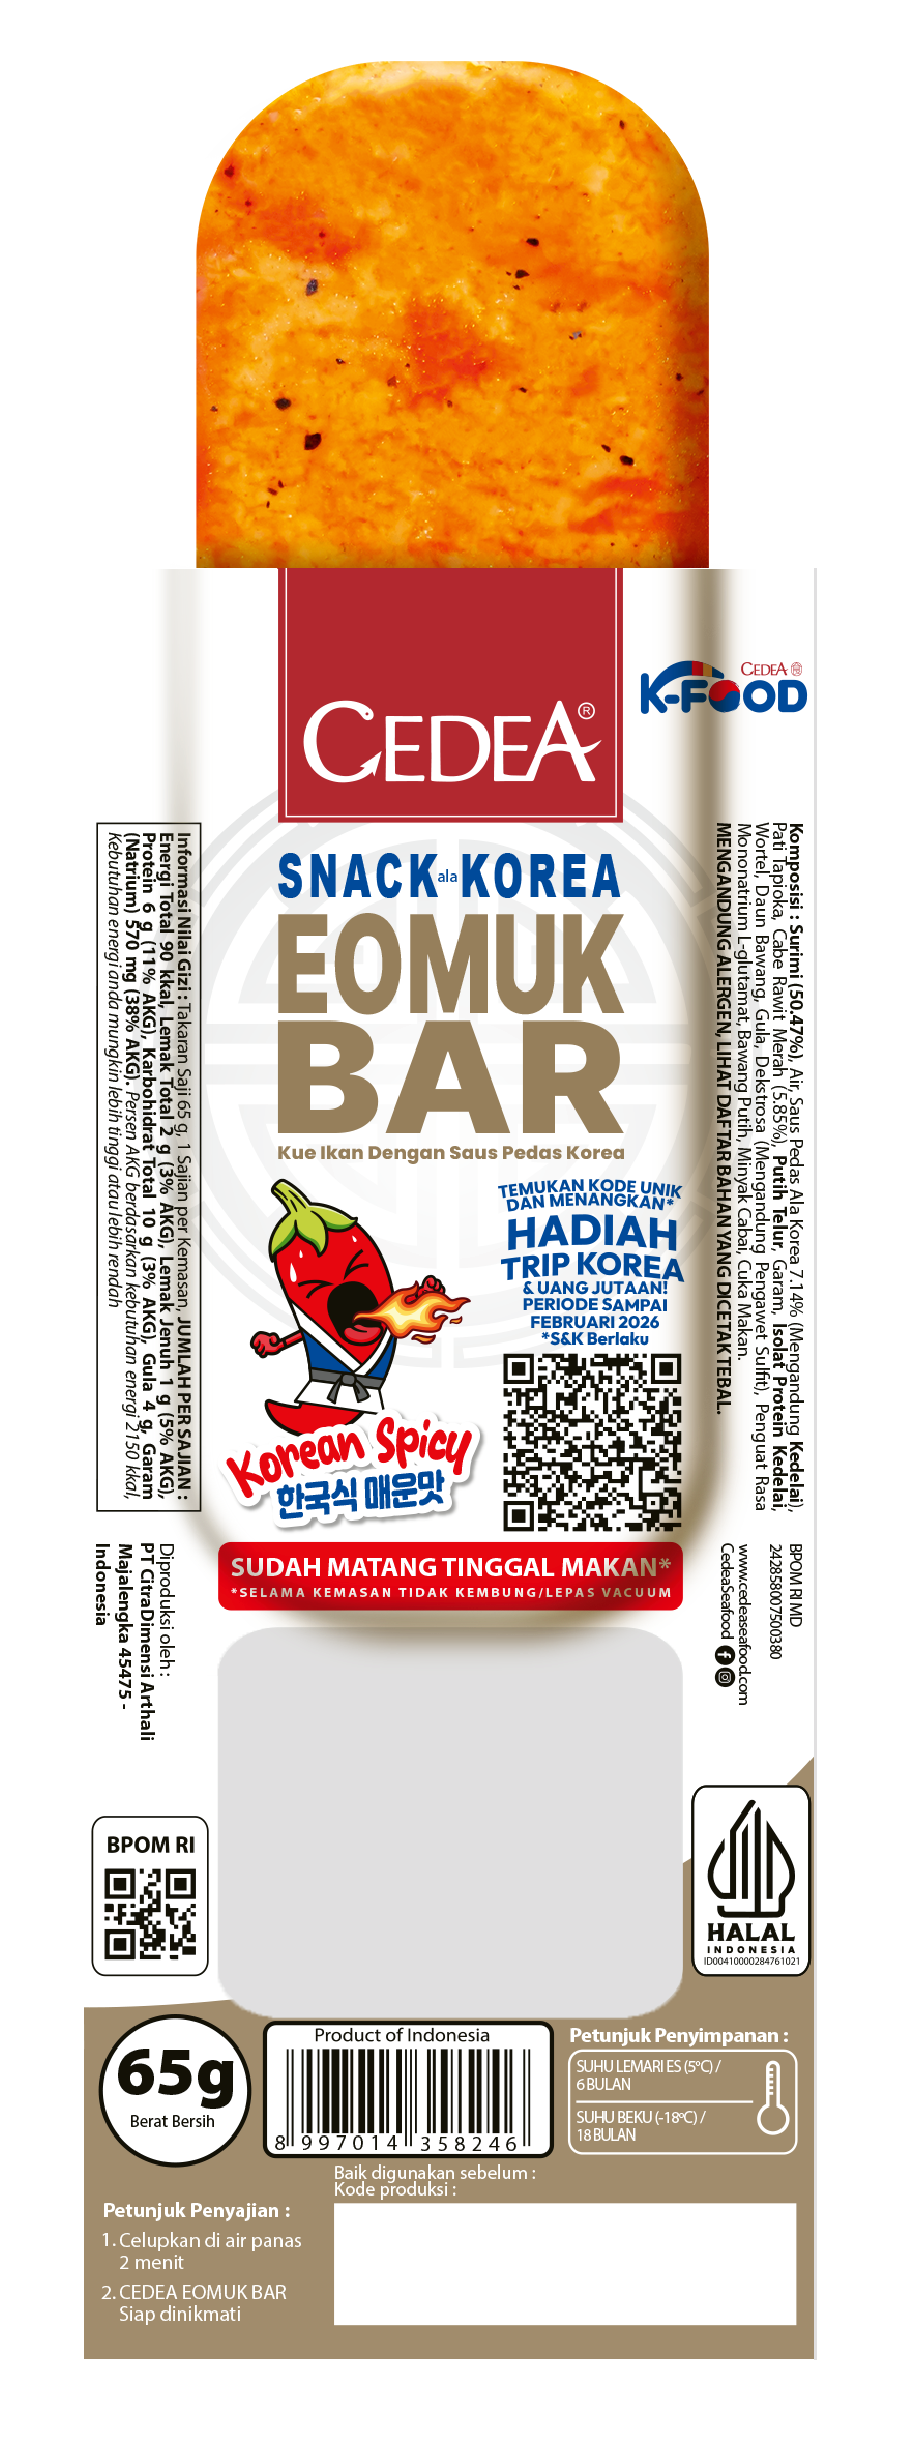 CEDEA®
CEDEA
K-FOOD
SNACK ala KOREA
EOMUK
BAR
Kue Ikan Dengan Saus Pedas Korea
TEMUKAN KODE UNIK
DAN MENANGKAN*
HADIAH
TRIP KOREA
& UANG JUTAAN!
PERIODE SAMPAI
FEBRUARI 2026
*S&K Berlaku
Korean Spicy
한국식 매운맛
SUDAH MATANG TINGGAL MAKAN*
*SELAMA KEMASAN TIDAK KEMBUNG/LEPAS VACUUM
Informasi Nilai Gizi : Takaran Saji 65 g, 1 Sajian per Kemasan, JUMLAH PER SAJIAN :
Energi Total 90 kkal, Lemak Total 2 g (3% AKG), Lemak Jenuh 1 g (5% AKG),
Protein 6 g (11% AKG), Karbohidrat Total 10 g (3% AKG), Gula 4 g, Garam
(Natrium) 570 mg (38% AKG). Persen AKG berdasarkan kebutuhan energi 2150 kkal,
Kebutuhan energi anda mungkin lebih tinggi atau lebih rendah
Komposisi : Surimi (50.47%), Air, Saus Pedas Ala Korea 7.14% (Mengandung Kedelai),
Pati Tapioka, Cabe Rawit Merah (5.85%), Putih Telur, Garam, Isolat Protein Kedelai,
Wortel, Daun Bawang, Gula, Dekstrosa (Mengandung Pengawet Sulfit), Penguat Rasa
Mononatrium L-glutamat, Bawang Putih, Minyak Cabai, Cuka Makan.
MENGANDUNG ALERGEN, LIHAT DAFTAR BAHAN YANG DICETAK TEBAL.
Diproduksi oleh :
PT Citra Dimensi Arthali
Majalengka 45475 -
Indonesia
BPOM RI MD
242858007500380
www.cedeaseafood.com
CedeaSeafood
BPOM RI
HALAL
INDONESIA
ID00410000284761021
65g
Berat Bersih
Product of Indonesia
8 997014 358246
Petunjuk Penyimpanan :
SUHU LEMARI ES (5°C) /
6 BULAN
SUHU BEKU (-18°C) /
18 BULAN
Baik digunakan sebelum :
Kode produksi :
Petunjuk Penyajian :
1. Celupkan di air panas
2 menit
2. CEDEA EOMUK BAR
Siap dinikmati